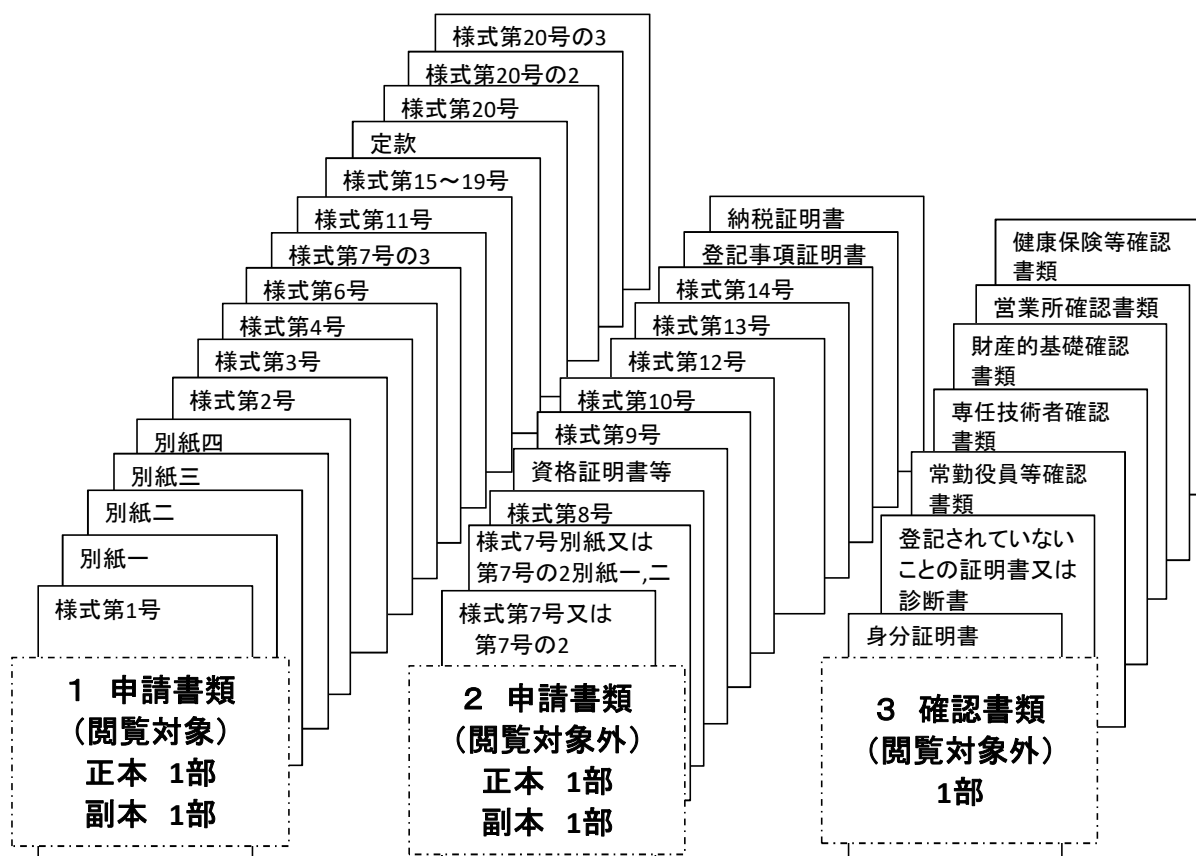 様式第20号の3
様式第20号の2
様式第20号
定款
様式第15～19号
様式第11号
様式第7号の3
様式第6号
様式第4号
様式第3号
様式第2号
別紙四
別紙三
別紙二
別紙一
様式第1号
１ 申請書類
（閲覧対象）
正本 1部
副本 1部
納税証明書
登記事項証明書
様式第14号
様式第13号
様式第12号
様式第10号
様式第9号
資格証明書等
様式第8号
様式7号別紙又は
第7号の2別紙一,二
様式第7号又は
第7号の2
２ 申請書類
（閲覧対象外）
正本 1部
副本 1部
健康保険等確認
書類
営業所確認書類
財産的基礎確認
書類
専任技術者確認
書類
常勤役員等確認
書類
登記されていない
ことの証明書又は
診断書
身分証明書
３ 確認書類
（閲覧対象外）
1部